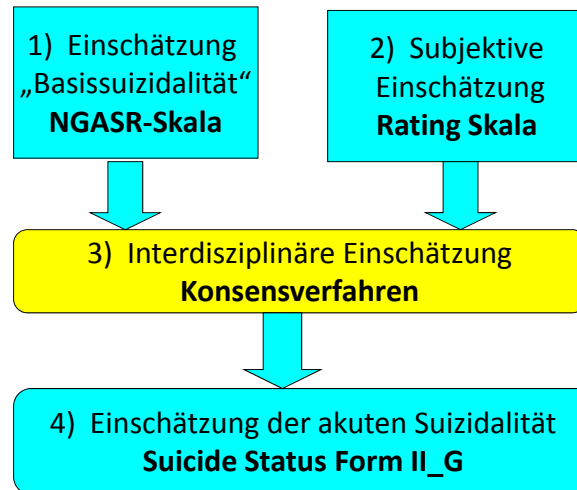 1) Einschätzung
„Basissuizidalität“
NGASR-Skala
2) Subjektive
Einschätzung
Rating Skala
3) Interdisziplinäre Einschätzung
Konsensverfahren
4) Einschätzung der akuten Suizidalität
Suicide Status Form II_G